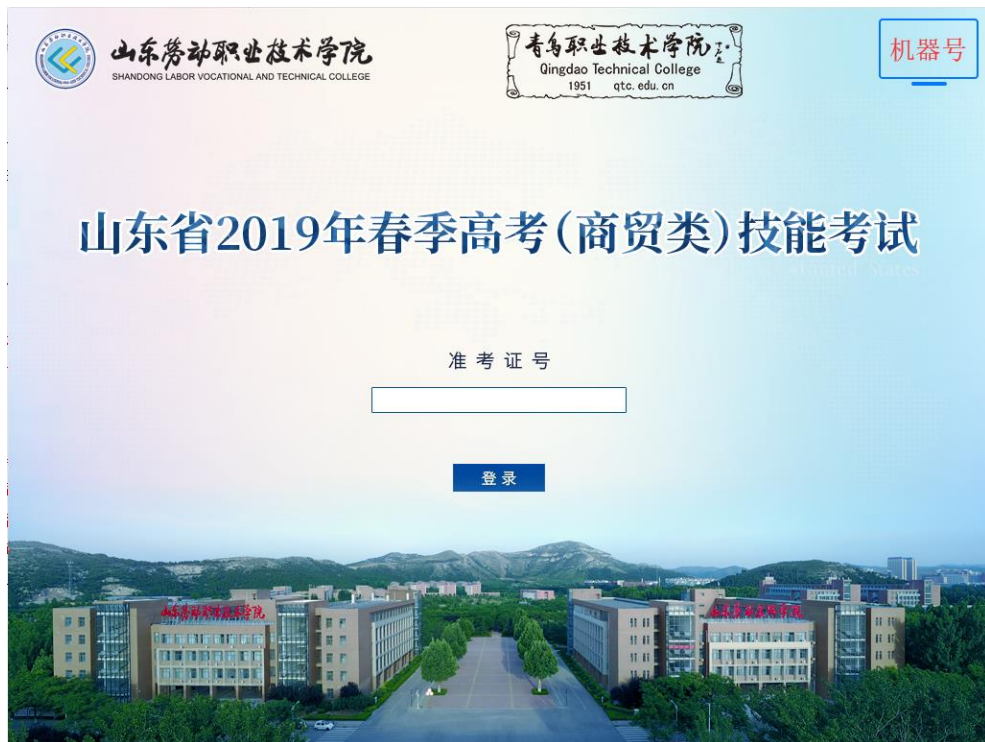 山东劳动职业技术学院
SHANDONG LABOR VOCATIONAL AND TECHNICAL COLLEGE
青岛职业技术学院
Qingdao Technical College
1951 qtc.edu.cn
机器号
山东省2019年春季高考(商贸类)技能考试
United States
准考证号
登录
山东劳动职业技术学院
山东劳动职业技术学院